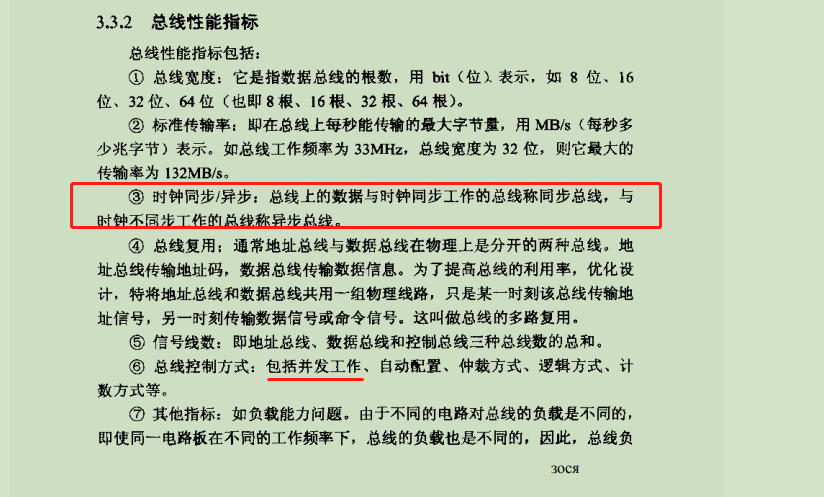 3.3.2 总线性能指标
总线性能指标包括：
① 总线宽度：它是指数据总线的根数，用 bit（位）表示，如 8 位、16
位、32 位、64 位（也即 8 根、16 根、32 根、64 根）。
② 标准传输率：即在总线上每秒能传输的最大字节量，用 MB/s（每秒多
少兆字节）表示。如总线工作频率为 33MHz，总线宽度为 32 位，则它最大的
传输率为 132MB/s。
③ 时钟同步/异步：总线上的数据与时钟同步工作的总线称同步总线，与
时钟不同步工作的总线称异步总线。
④ 总线复用：通常地址总线与数据总线在物理上是分开的两种总线。地
址总线传输地址码，数据总线传输数据信息。为了提高总线的利用率，优化设
计，特将地址总线和数据总线共用一组物理线路，只是某一时刻该总线传输地
址信号，另一时刻传输数据信号或命令信号。这叫做总线的多路复用。
⑤ 信号线数：即地址总线、数据总线和控制总线三种总线数的总和。
⑥ 总线控制方式：包括并发工作、自动配置、仲裁方式、逻辑方式、计
数方式等。
⑦ 其他指标：如负载能力问题。由于不同的电路对总线的负载是不同的，
即使同一电路板在不同的工作频率下，总线的负载也是不同的，因此，总线负
зося